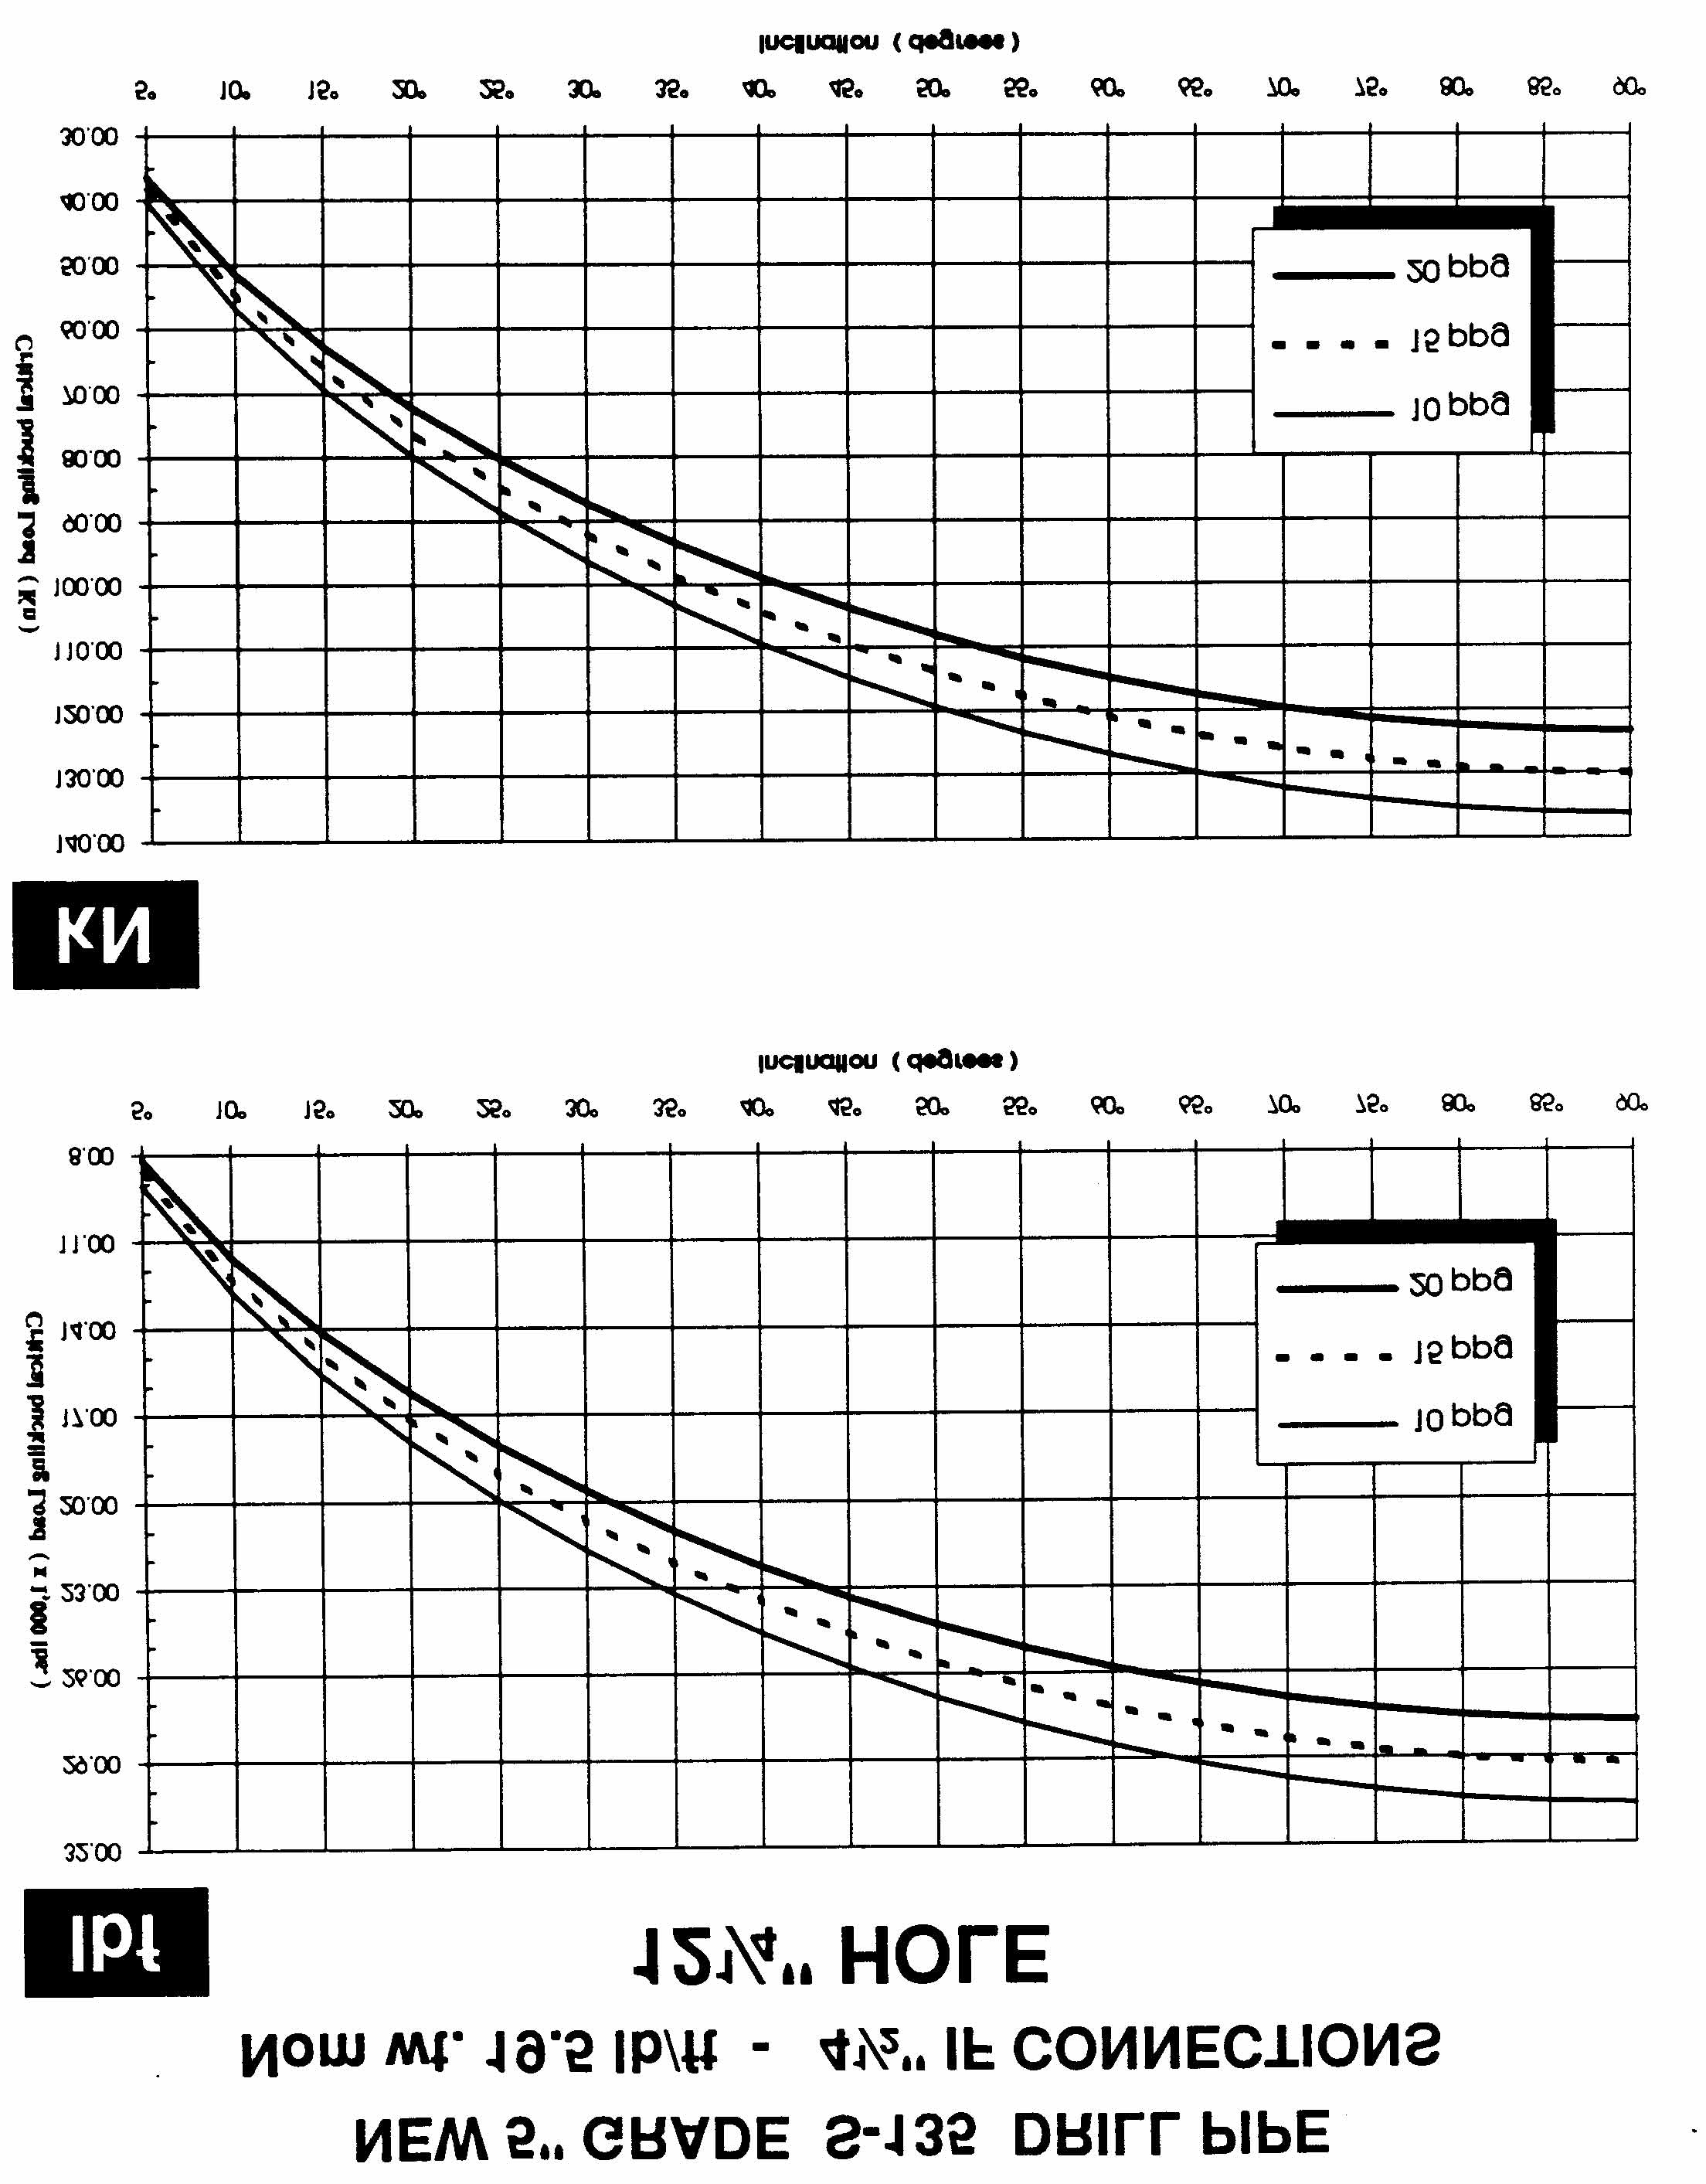 NEW 5" GRADE S-135 DRILL PIPE
Nom wt. 19.5 lb/ft - 4½" IF CONNECTIONS
12¼" HOLE
lbf
Critical buckling Load ( x 1,000 lbs )
32.00
29.00
26.00
23.00
20.00
17.00
14.00
11.00
8.00
10 ppg
15 ppg
20 ppg
5° 10° 15° 20° 25° 30° 35° 40° 45° 50° 55° 60° 65° 70° 75° 80° 85° 90°
Inclination ( degrees )
kN
Critical buckling Load ( KN )
140.00
130.00
120.00
110.00
100.00
90.00
80.00
70.00
60.00
50.00
40.00
30.00
10 ppg
15 ppg
20 ppg
5° 10° 15° 20° 25° 30° 35° 40° 45° 50° 55° 60° 65° 70° 75° 80° 85° 90°
Inclination ( degrees )